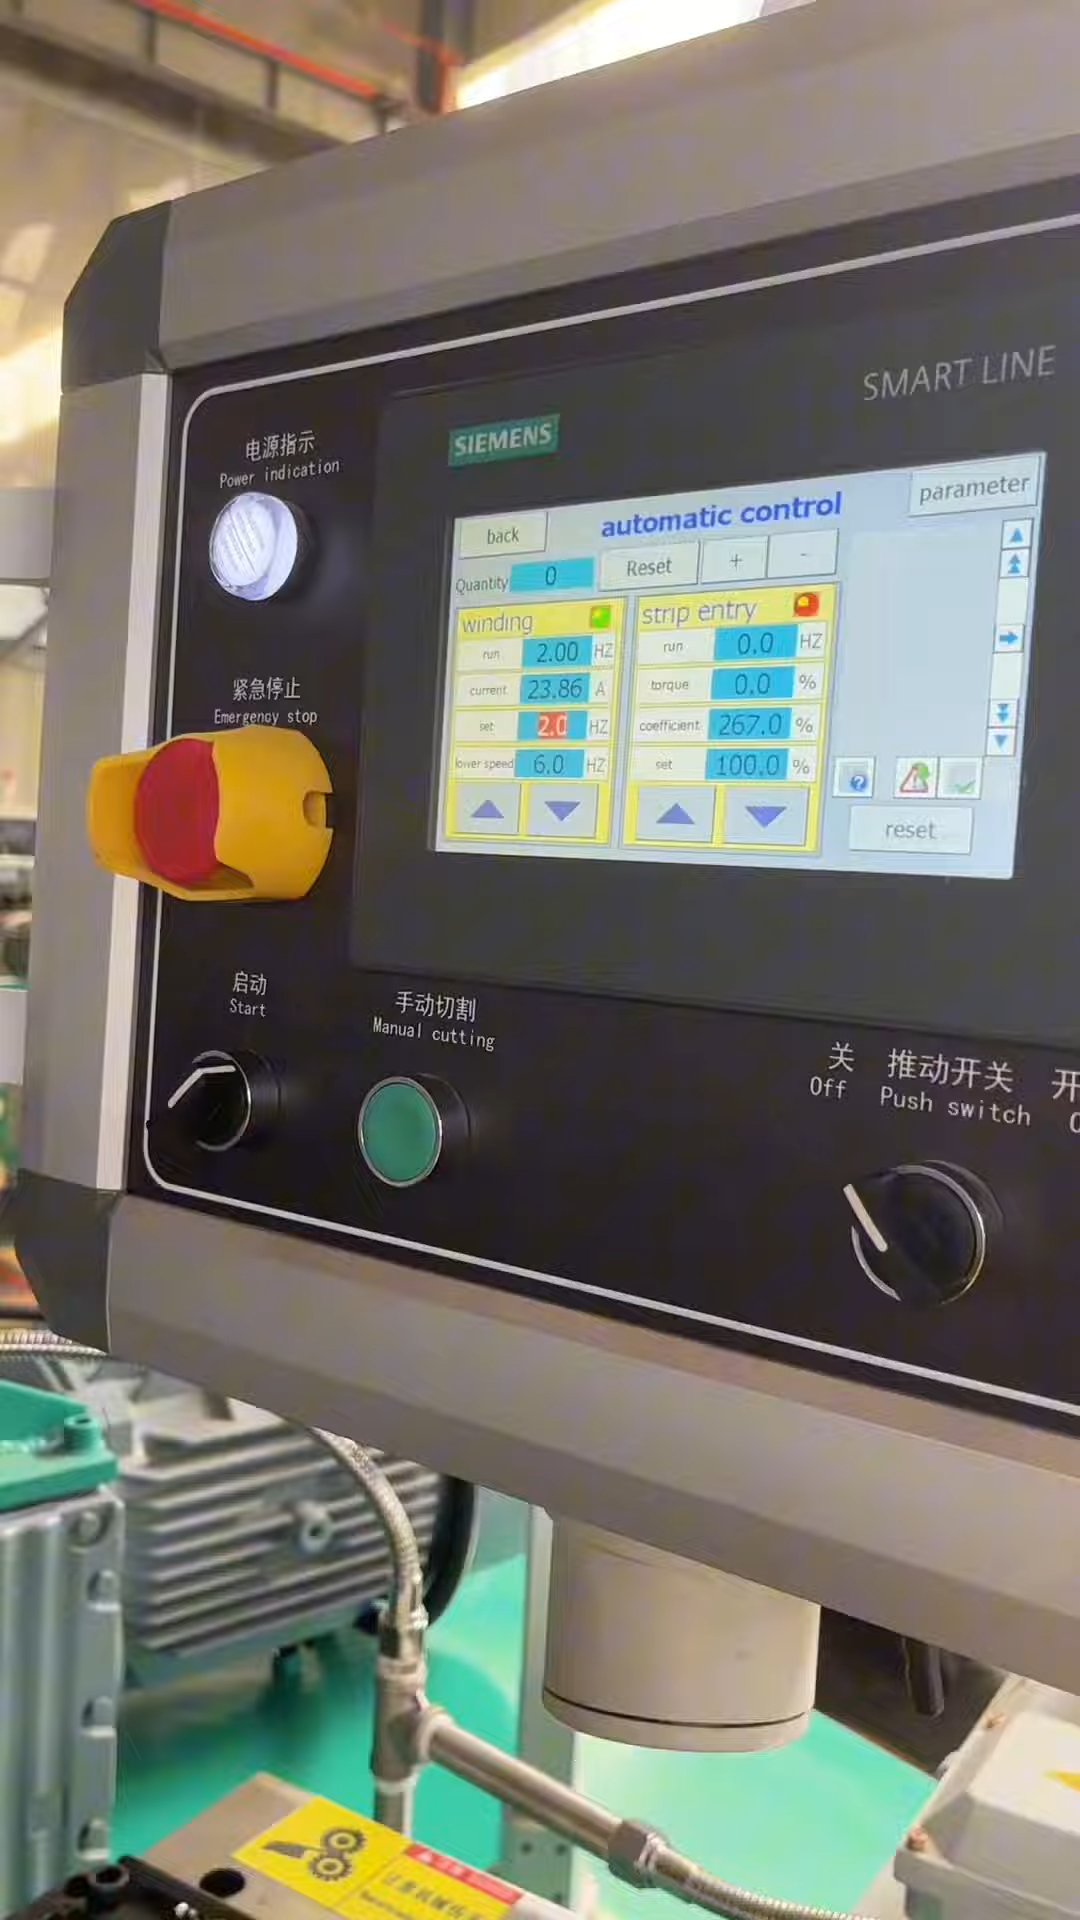 SMART LINE
SIEMENS
电源指示
Power indication
back
automatic control
parameter
Quantity
0
Reset
+
-
winding
run 2.00 HZ
current 23.86 A
set 2.0 HZ
lower speed 6.0 HZ
strip entry
run 0.0 HZ
torque 0.0 %
coefficient 267.0 %
set 100.0 %
?
reset
紧急停止
Emergency stop
启动
Start
手动切割
Manual cutting
关 推动开关 开
Off Push switch